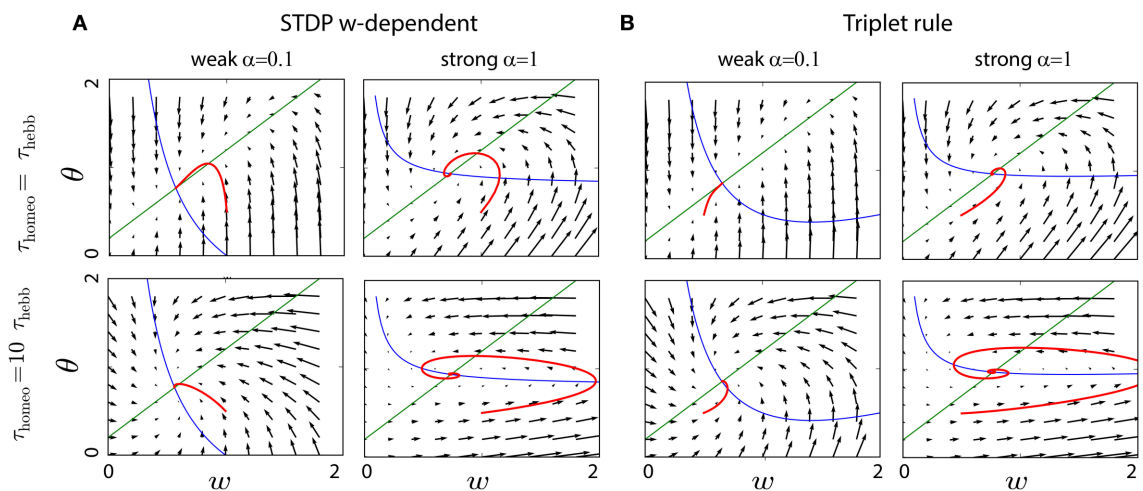 A STDP w-dependent B Triplet rule
weak α=0.1 strong α=1 weak α=0.1 strong α=1
τhomeo = τhebb
θ
2
0
τhomeo = 10 τhebb
θ
2
0
0 w 2 w 0 w 2 w 2